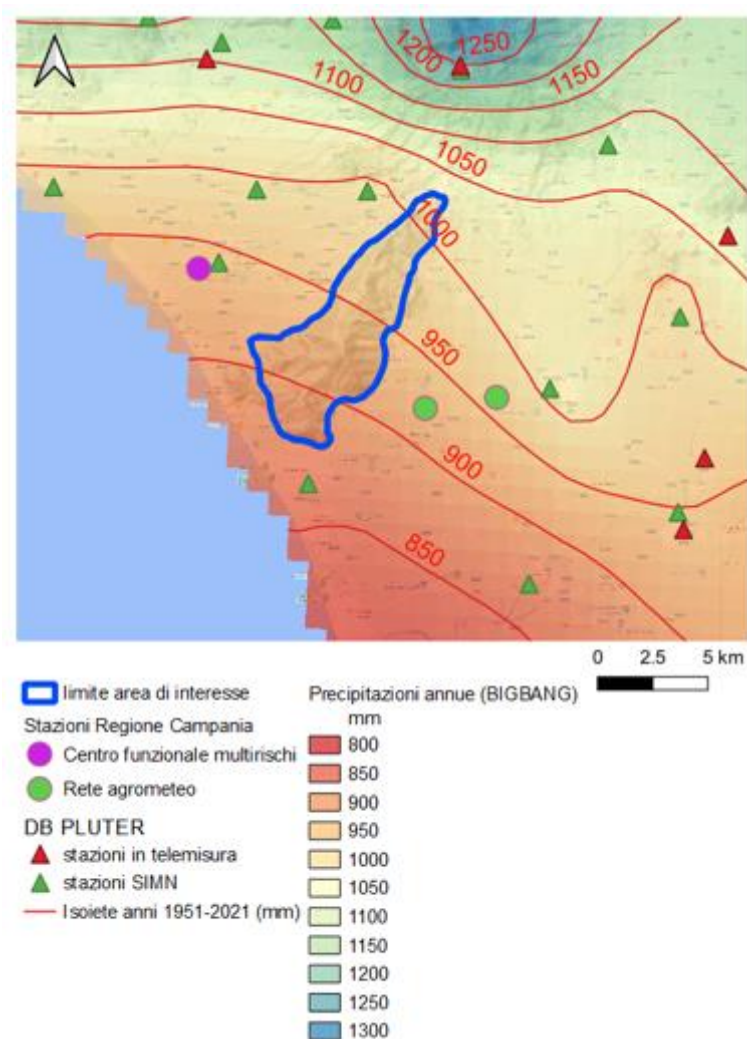 1250
1200
1150
1100
1050
1000
950
900
850
0 2.5 5 km
limite area di interesse
Stazioni Regione Campania
Centro funzionale multirischi
Rete agrometeo
DB PLUTER
stazioni in telemisura
stazioni SIMN
Isoiete anni 1951-2021 (mm)
Precipitazioni annue (BIGBANG)
mm
800
850
900
950
1000
1050
1100
1150
1200
1250
1300